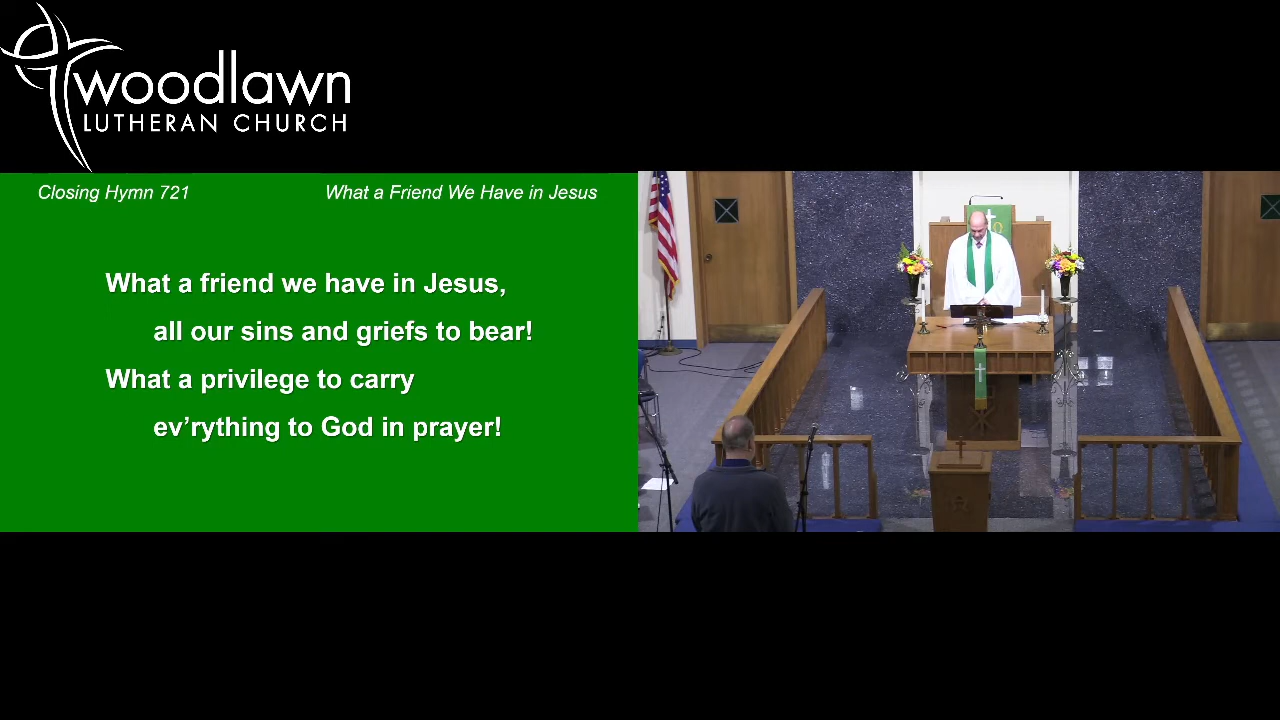 woodlawn
LUTHERAN CHURCH
Closing Hymn 721 What a Friend We Have in Jesus
What a friend we have in Jesus,
all our sins and griefs to bear!
What a privilege to carry
ev’rything to God in prayer!